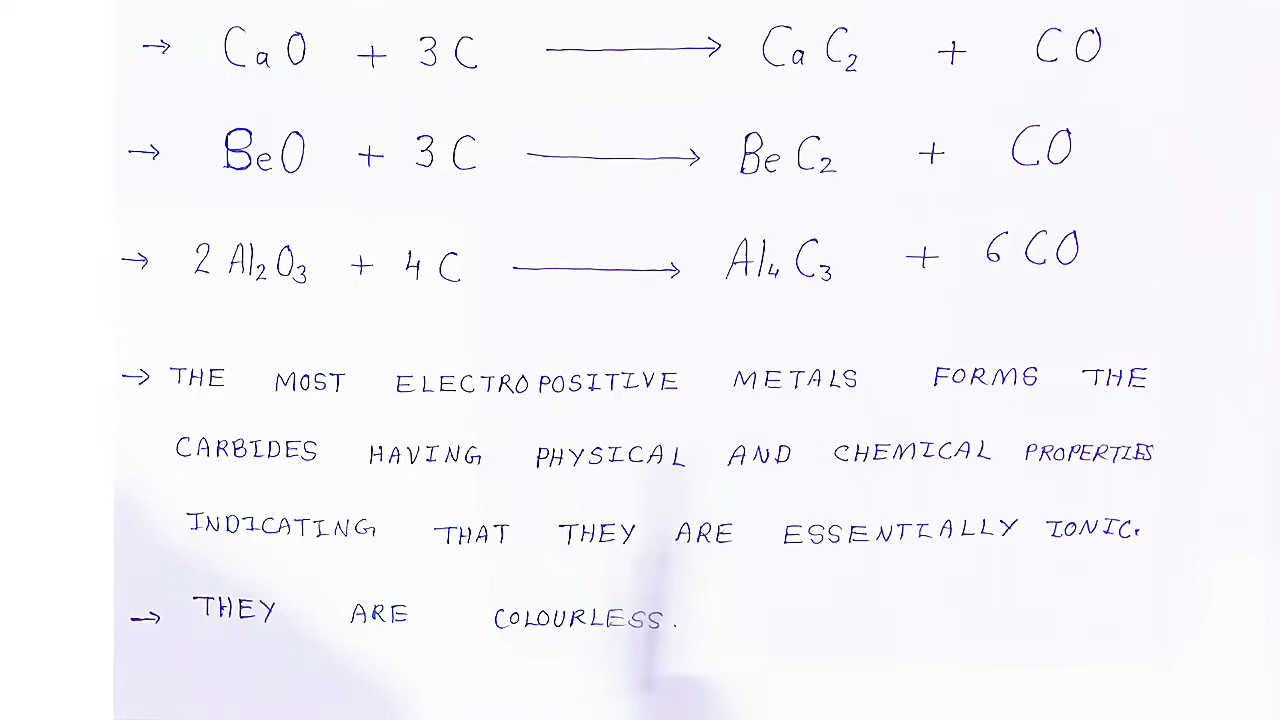 → CaO + 3C ⟶ CaC₂ + CO
→ BeO + 3C ⟶ BeC₂ + CO
→ 2Al₂O₃ + 4C ⟶ Al₄C₃ + 6CO
→ THE MOST ELECTROPOSITIVE METALS FORMS THE
CARBIDES HAVING PHYSICAL AND CHEMICAL PROPERTIES
INDICATING THAT THEY ARE ESSENTIALLY IONIC.
→ THEY ARE COLOURLESS.